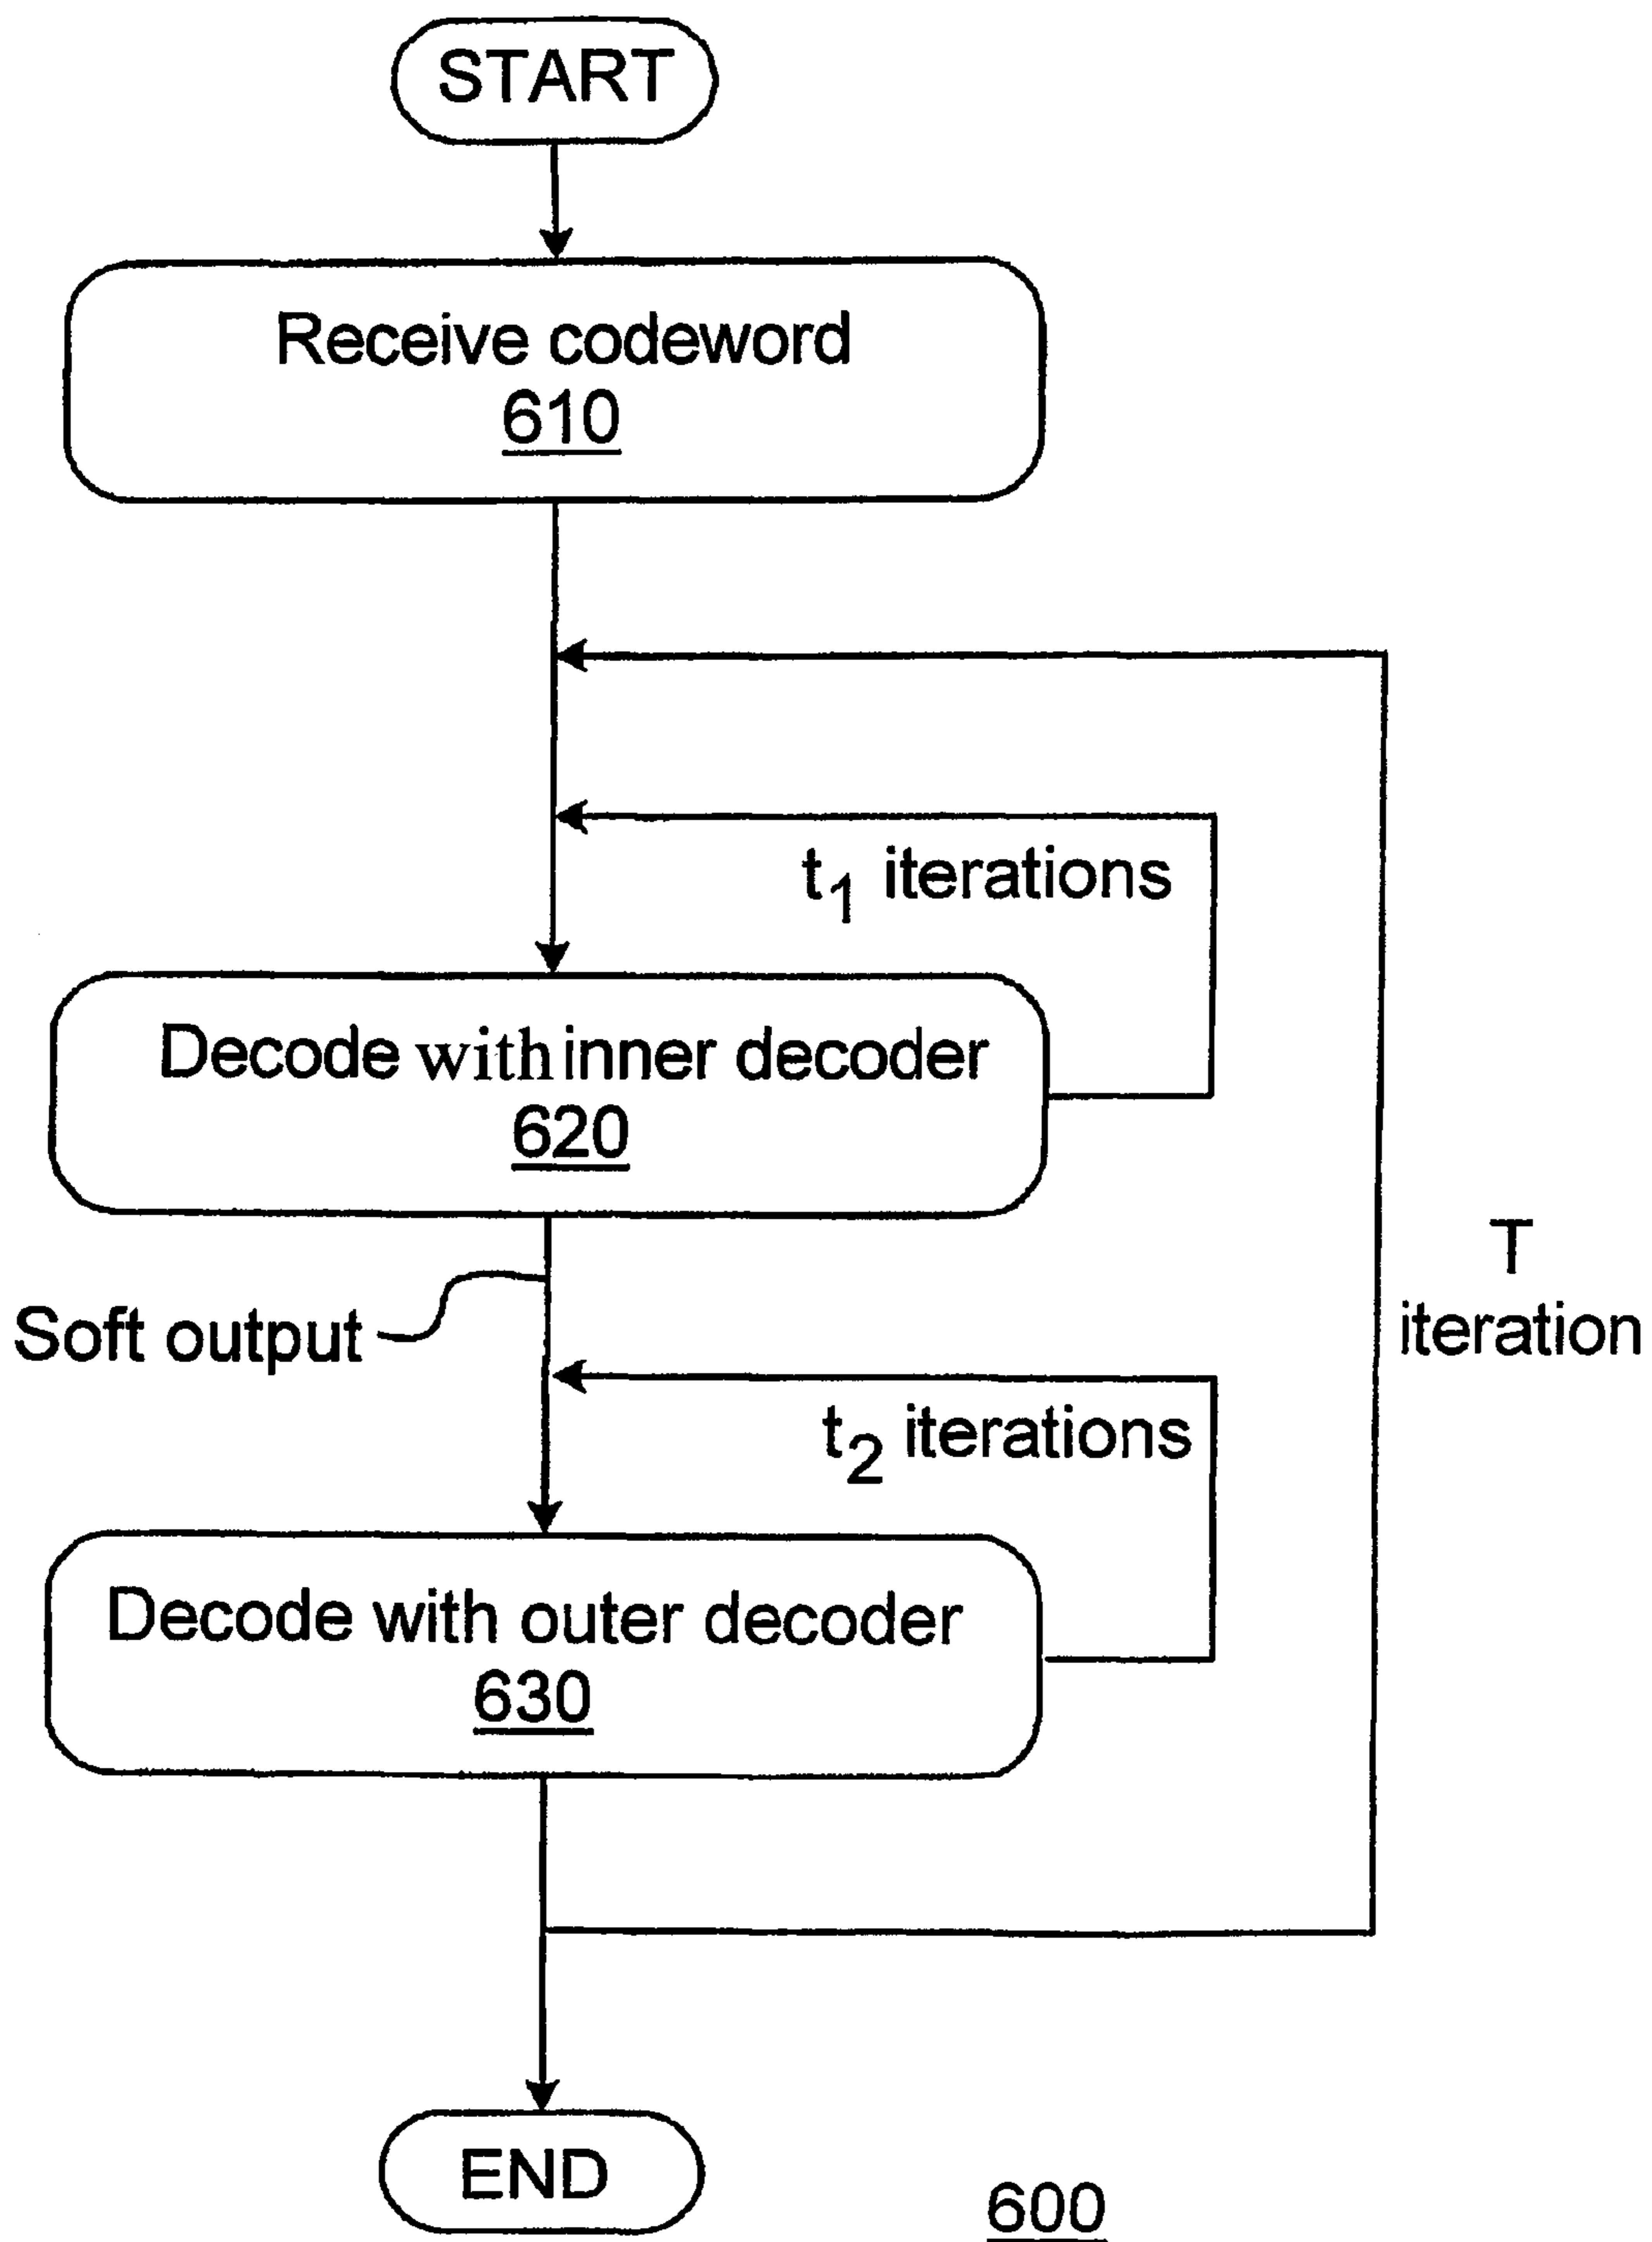 START
Receive codeword
610
t1 iterations
Decode with inner decoder
620
T
iteration
Soft output
t2 iterations
Decode with outer decoder
630
END
600